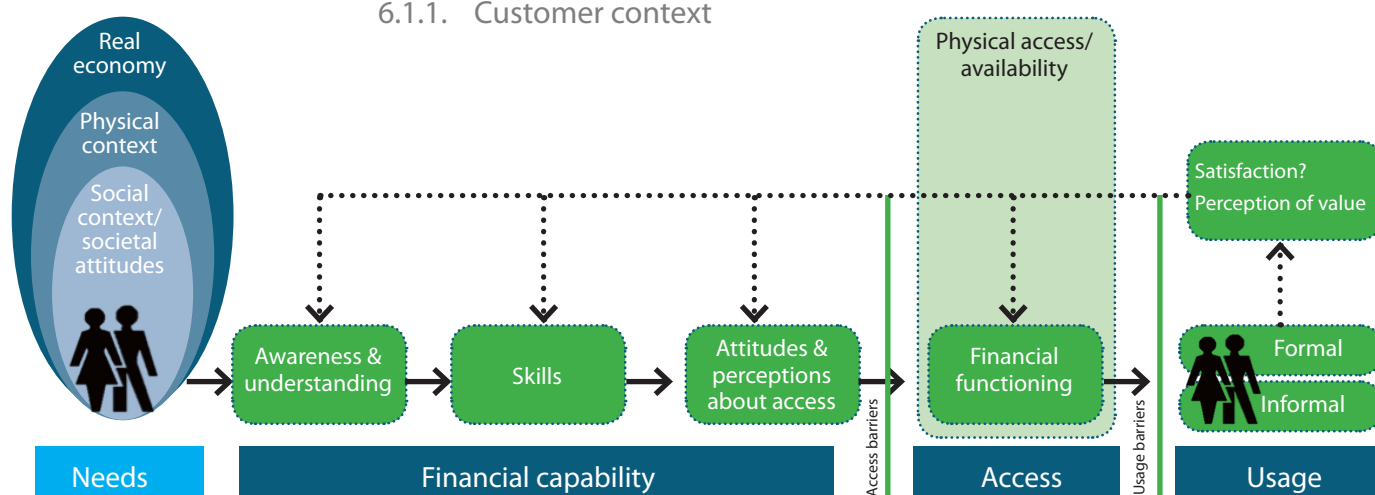 6.1.1. Customer context
Real
economy
Physical
context
Social
context/
societal
attitudes
Physical access/
availability
Satisfaction?
Perception of value
Awareness &
understanding
Skills
Attitudes &
perceptions
about access
Access barriers
Financial
functioning
Usage barriers
Formal
Informal
Needs
Financial capability
Access
Usage